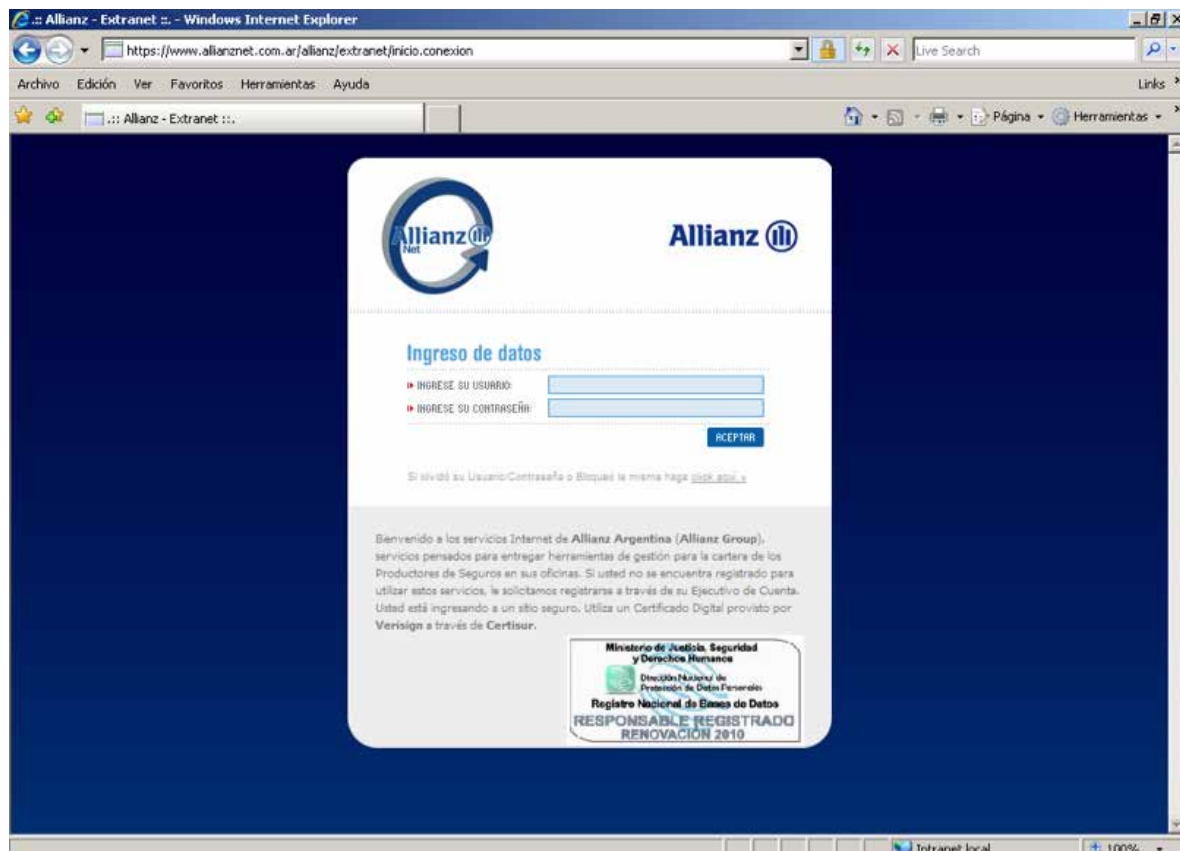 .:: Allianz - Extranet ::. - Windows Internet Explorer
https://www.allianznet.com.ar/allianz/extranet/inicio.conexion
Live Search
Archivo Edición Ver Favoritos Herramientas Ayuda
Links
.:: Allianz - Extranet ::.
Página
Herramientas
Allianz
Net
Allianz
Ingreso de datos
INGRESE SU USUARIO:
INGRESE SU CONTRASEÑA:
ACEPTAR
Si olvidó su Usuario/Contraseña o Bloqueó la misma haga click aquí »
Bienvenido a los servicios Internet de Allianz Argentina (Allianz Group),
servicios pensados para entregar herramientas de gestión para la cartera de los
Productores de Seguros en sus oficinas. Si usted no se encuentra registrado para
utilizar estos servicios, le solicitamos registrarse a través de su Ejecutivo de Cuenta.
Usted está ingresando a un sitio seguro. Utiliza un Certificado Digital provisto por
Verisign a través de Certisur.
Ministerio de Justicia, Seguridad
y Derechos Humanos
Dirección Nacional de
Protección de Datos Personales
Registro Nacional de Bases de Datos
RESPONSABLE REGISTRADO
RENOVACIÓN 2010
Intranet local
100%